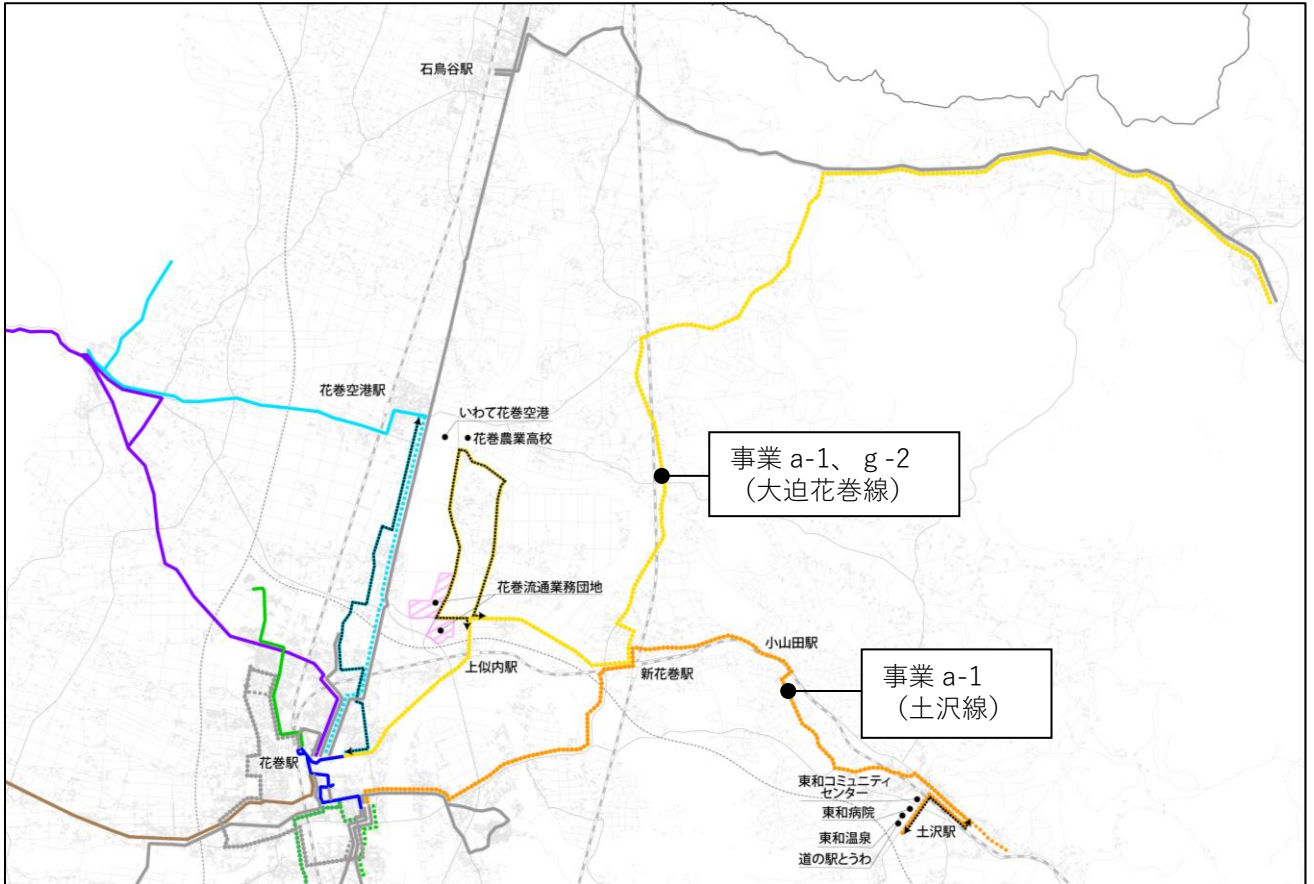 石鳥谷駅
花巻空港駅
いわて花巻空港
花巻農業高校
事業 a-1、 g-2
（大迫花巻線）
花巻流通業務団地
上似内駅
新花巻駅
小山田駅
事業 a-1
（土沢線）
花巻駅
東和コミュニティ
センター
東和病院
東和温泉
道の駅とうわ
土沢駅